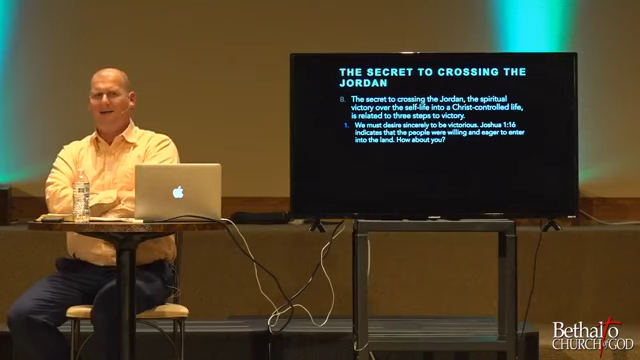 THE SECRET TO CROSSING THE
JORDAN
B. The secret to crossing the Jordan, the spiritual
victory over the self-life into a Christ-controlled life,
is related to three steps to victory.
1. We must desire sincerely to be victorious. Joshua 1:16
indicates that the people were willing and eager to enter
into the land. How about you?
Bethalto
CHURCH of GOD